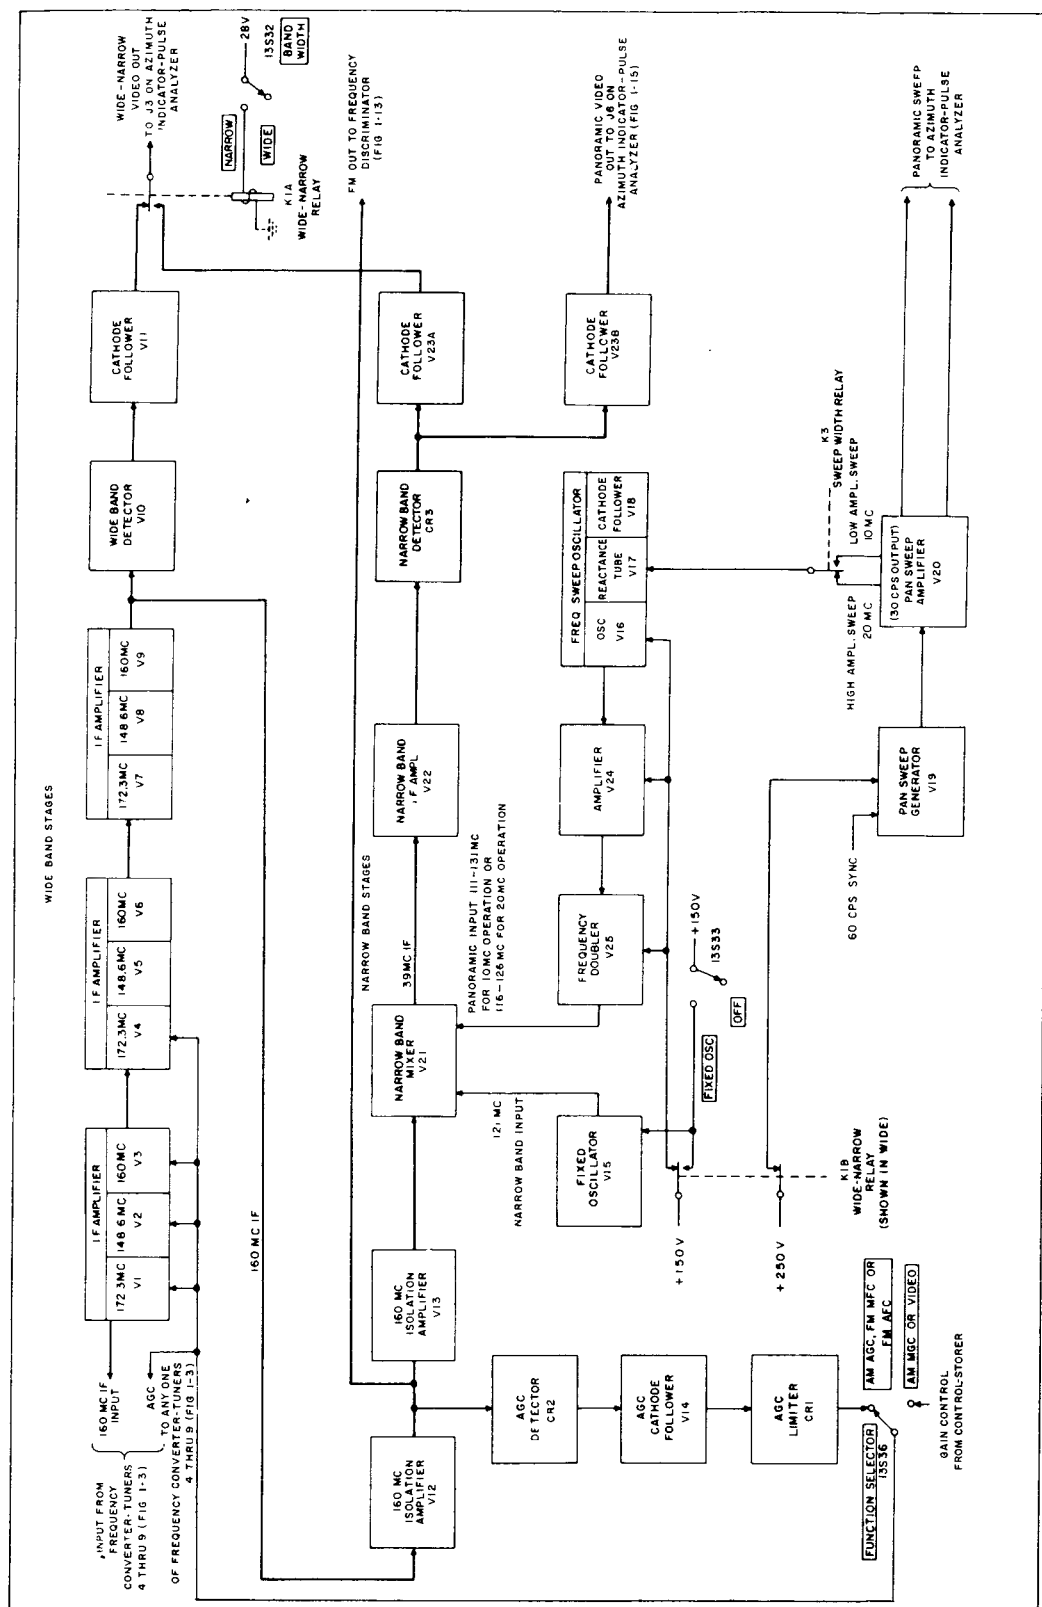 WIDE BAND STAGES
*INPUT FROM
FREQUENCY
CONVERTER-TUNERS
4 THRU 9 (FIG 1-3)
160 MC IF
INPUT
AGC
TO ANY ONE
OF FREQUENCY CONVERTER-TUNERS
4 THRU 9 (FIG 1-3)
IF AMPLIFIER
172.3MC
V1
148.6 MC
V2
160MC
V3
IF AMPLIFIER
172.3MC
V4
148.6MC
V5
160MC
V6
IF AMPLIFIER
172.3MC
V7
148.6MC
V8
160MC
V9
WIDE BAND
DETECTOR
V10
CATHODE
FOLLOWER
V11
WIDE-NARROW
VIDEO OUT
TO J3 ON AZIMUTH
INDICATOR-PULSE
ANALYZER
28V
13S32
BAND
WIDTH
NARROW
WIDE
K1A
WIDE-NARROW
RELAY
160 MC IF
FM OUT TO FREQUENCY
DISCRIMINATOR
(FIG 1-13)
NARROW BAND STAGES
160 MC
ISOLATION
AMPLIFIER
V12
160 MC
ISOLATION
AMPLIFIER
V13
NARROW BAND
MIXER
V21
39MC IF
NARROW BAND
IF AMPL
V22
NARROW BAND
DETECTOR
CR3
CATHODE
FOLLOWER
V23A
PANORAMIC INPUT 111-131 MC
FOR 10MC OPERATION OR
116-126 MC FOR 20MC OPERATION
121 MC
NARROW BAND INPUT
AGC
DETECTOR
CR2
AGC
CATHODE
FOLLOWER
V14
AGC
LIMITER
CR1
FIXED
OSCILLATOR
V15
FREQUENCY
DOUBLER
V25
AMPLIFIER
V24
FREQ SWEEP OSCILLATOR
OSC
V16
REACTANCE
TUBE
V17
CATHODE
FOLLOWER
V18
CATHODE
FOLLOWER
V23B
PANORAMIC VIDEO
OUT TO J6 ON
AZIMUTH INDICATOR-PULSE
ANALYZER (FIG 1-15)
+150V
13S33
FIXED OSC
OFF
+150 V
+250 V
K1B
WIDE-NARROW
RELAY
(SHOWN IN WIDE)
FUNCTION SELECTOR
13S36
AM AGC, FM MFC OR
FM AFC
AM MGC OR VIDEO
GAIN CONTROL
FROM CONTROL-STORER
60 CPS SYNC
PAN SWEEP
GENERATOR
V19
HIGH AMPL. SWEEP
20 MC
K3
SWEEP WIDTH RELAY
LOW AMPL. SWEEP
10MC
(30 CPS OUTPUT)
PAN SWEEP
AMPLIFIER
V20
PANORAMIC SWEEP
TO AZIMUTH
INDICATOR-PULSE
ANALYZER